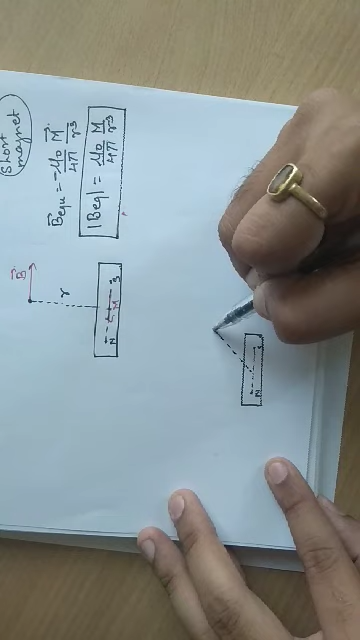 Short
magnet
B⃗equ = -μ0/4π M⃗/r³
|Beq| = μ0/4π M/r³
B⃗
r
N S
M
N S